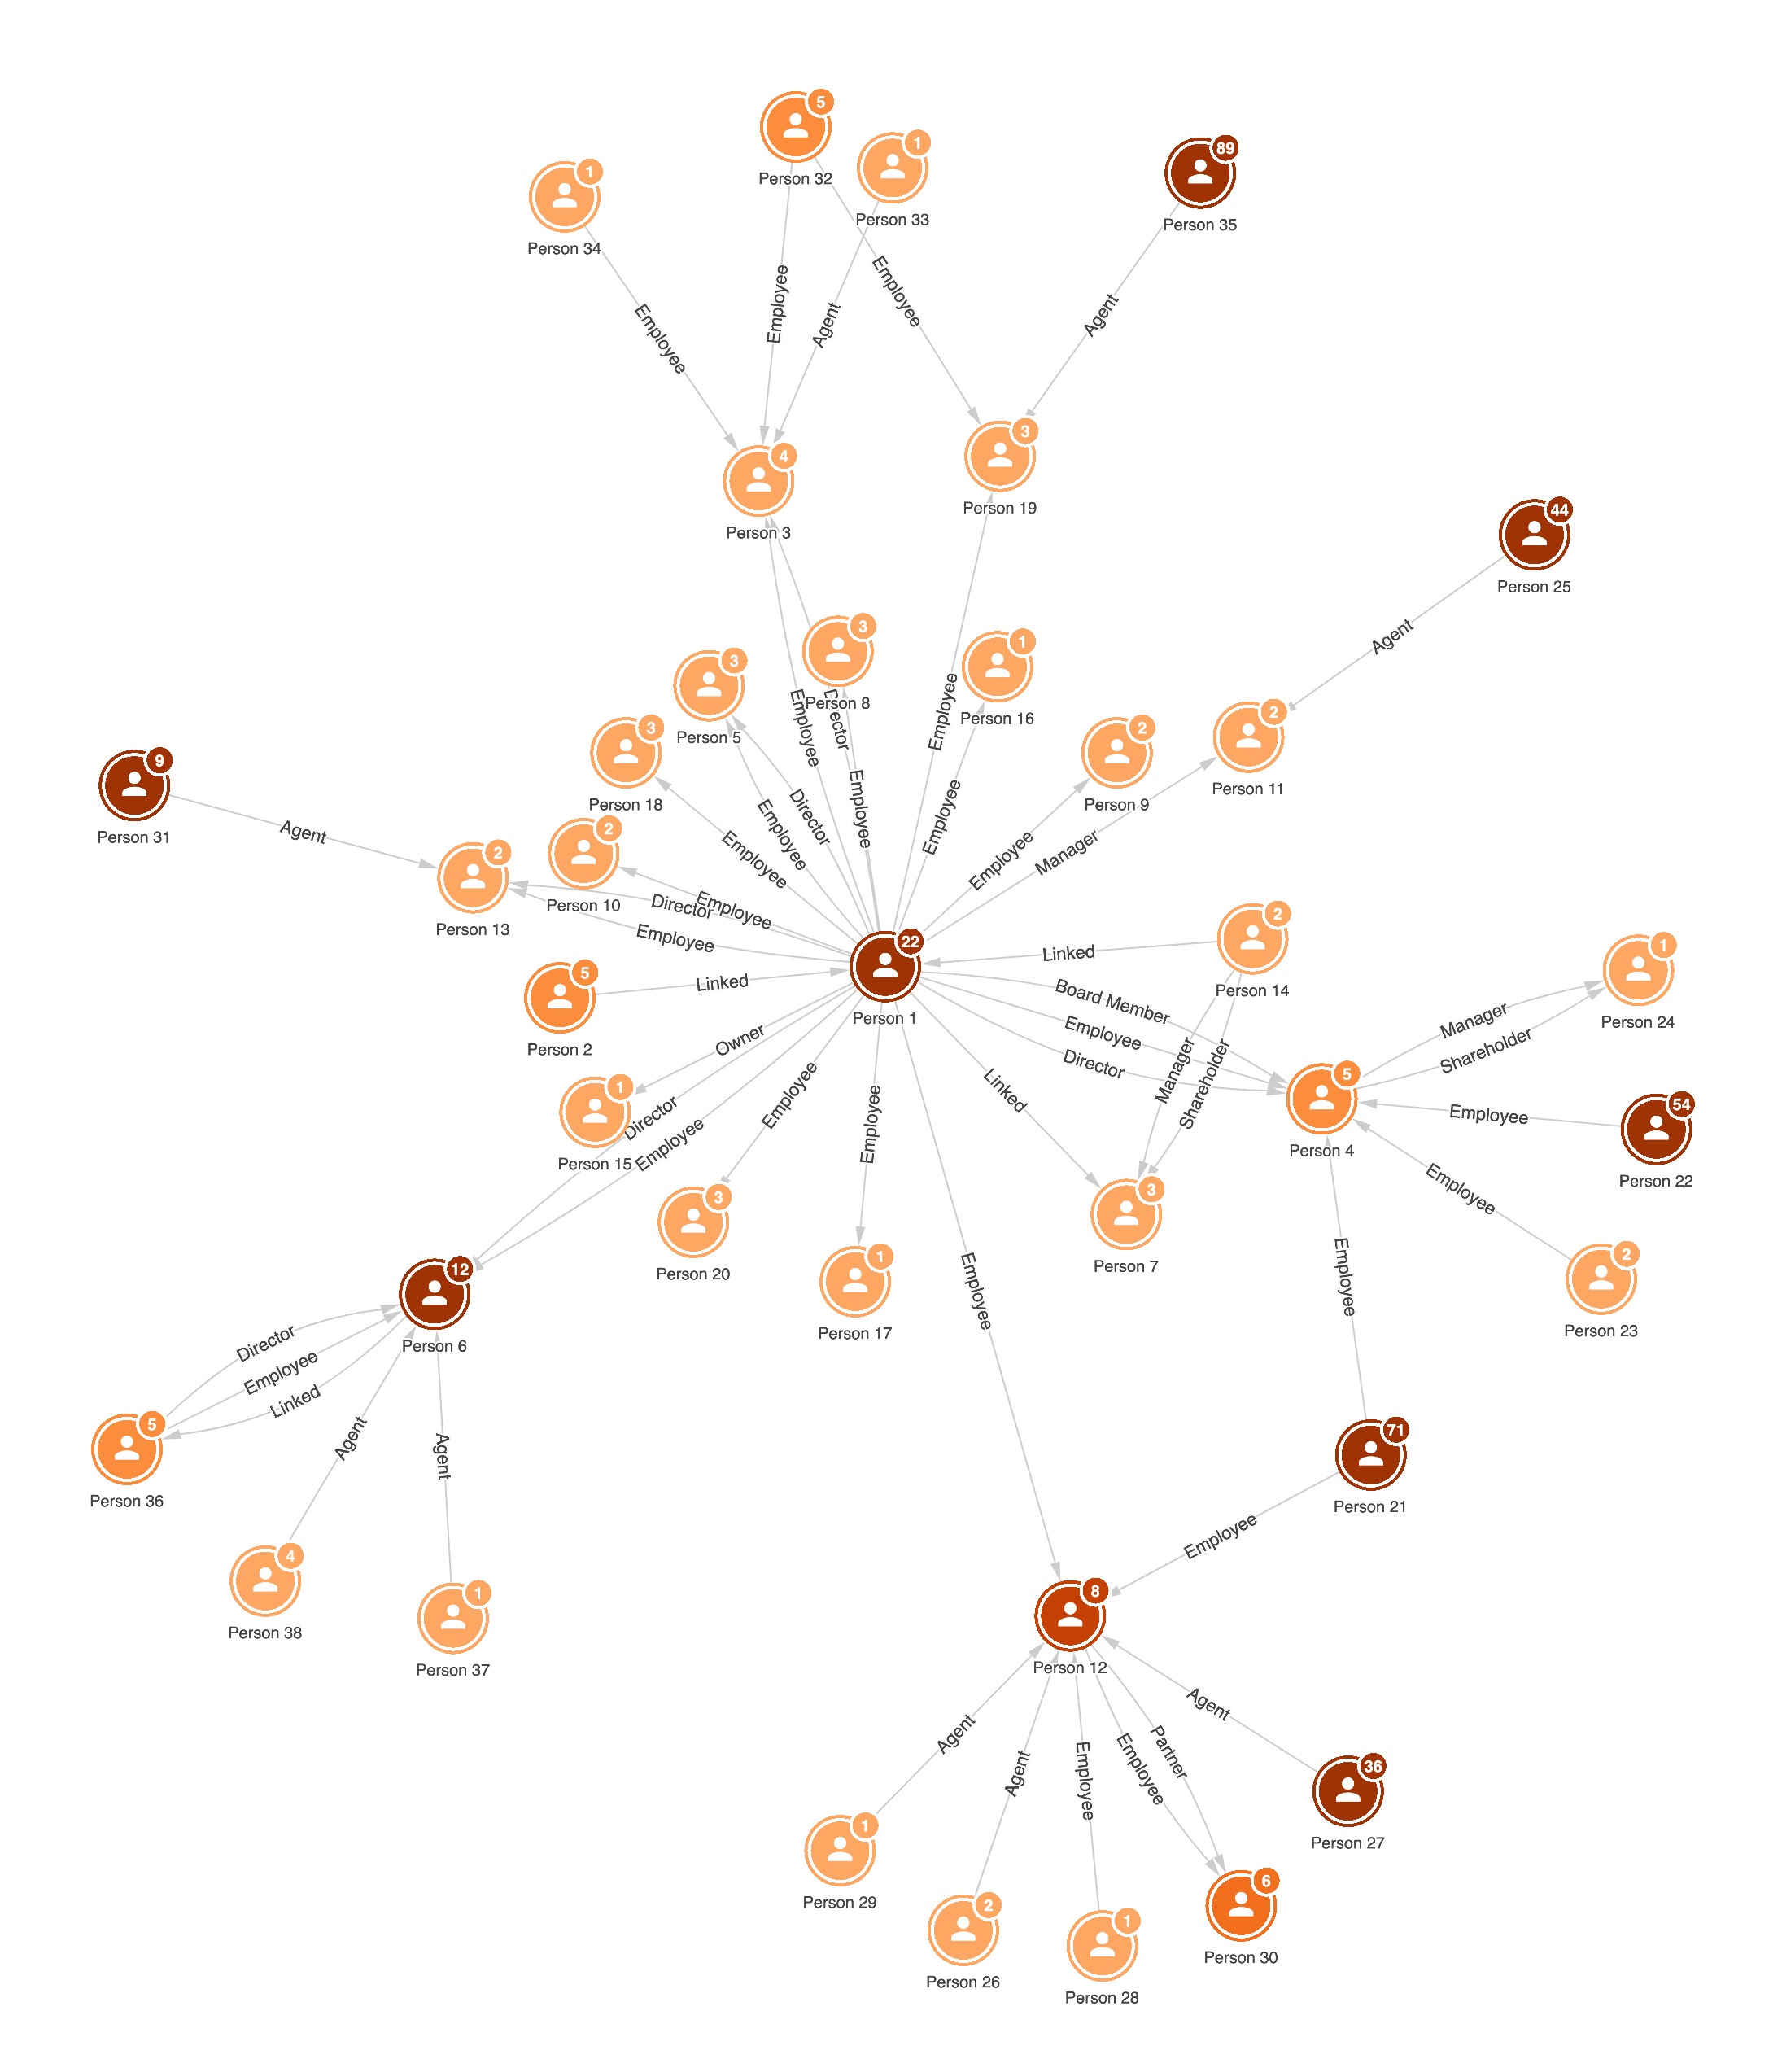 5
Person 32
1
Person 33
89
Person 35
1
Person 34
Employee
Employee
Agent
Employee
Agent
4
Person 3
3
Person 19
44
Person 25
Agent
3
Person 8
1
Person 16
3
Person 5
3
Person 18
2
Person 9
2
Person 11
9
Person 31
Agent
2
Person 13
2
Person 10
Employee
Director
Employee
Employee
Employee
Employee
Manager
Employee
Director
Employee
Employee
Employee
Director
Employee
22
Person 1
2
Person 14
Linked
5
Person 2
Linked
1
Person 24
Board Member
Employee
Director
Manager
Shareholder
Manager
Shareholder
5
Person 4
54
Person 22
Employee
Owner
1
Person 15
Director
Employee
Employee
Employee
Linked
3
Person 20
1
Person 17
3
Person 7
Employee
Employee
Employee
2
Person 23
12
Person 6
Director
Employee
Linked
5
Person 36
Agent
Agent
4
Person 38
1
Person 37
71
Person 21
Employee
8
Person 12
Agent
Agent
Employee
Employee
Partner
Agent
36
Person 27
1
Person 29
2
Person 26
1
Person 28
6
Person 30